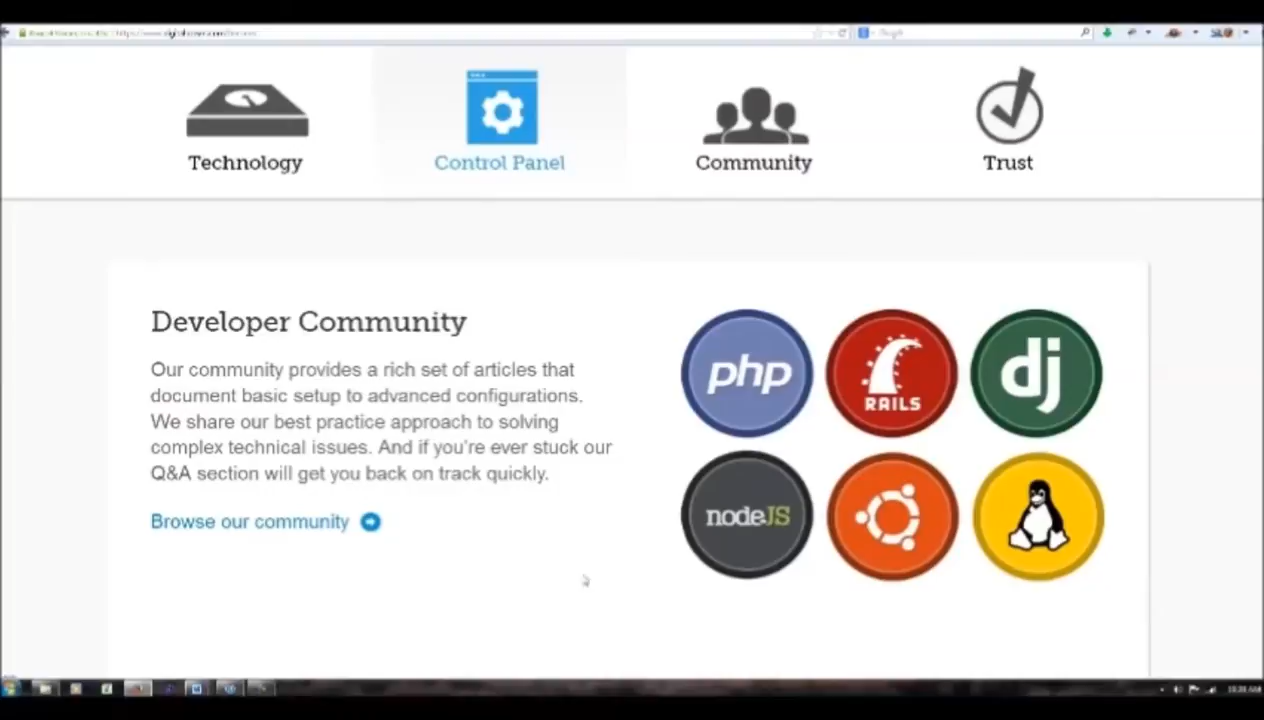 Technology
Control Panel
Community
Trust
Developer Community
Our community provides a rich set of articles that
document basic setup to advanced configurations.
We share our best practice approach to solving
complex technical issues. And if you're ever stuck our
Q&A section will get you back on track quickly.
Browse our community
php
RAILS
dj
nodeJS